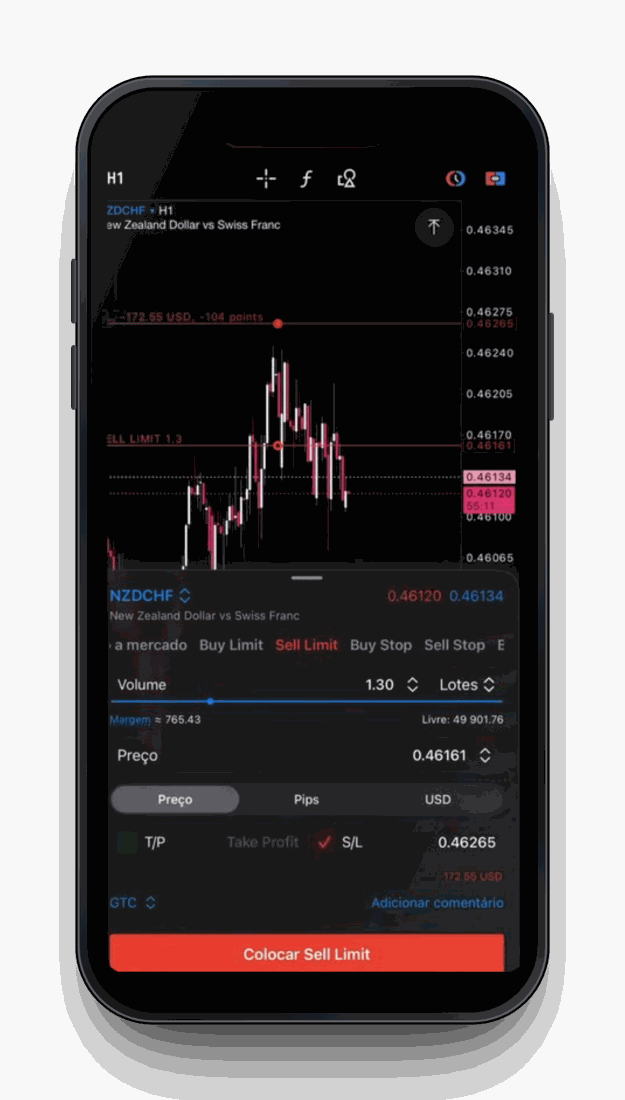 H1
ZDCHF • H1
ew Zealand Dollar vs Swiss Franc
0.46345
0.46310
0.46275
-172.55 USD, -104 points
0.46265
0.46240
0.46205
0.46170
ELL LIMIT 1.3
0.46161
0.46134
0.46120
55:11
0.46100
0.46065
NZDCHF
0.46120 0.46134
New Zealand Dollar vs Swiss Franc
a mercado Buy Limit Sell Limit Buy Stop Sell Stop E
Volume 1.30 Lotes
Margem ≈ 765.43 Livre: 49 901.76
Preço 0.46161
Preço Pips USD
T/P Take Profit S/L 0.46265
-172.55 USD
GTC Adicionar comentário
Colocar Sell Limit